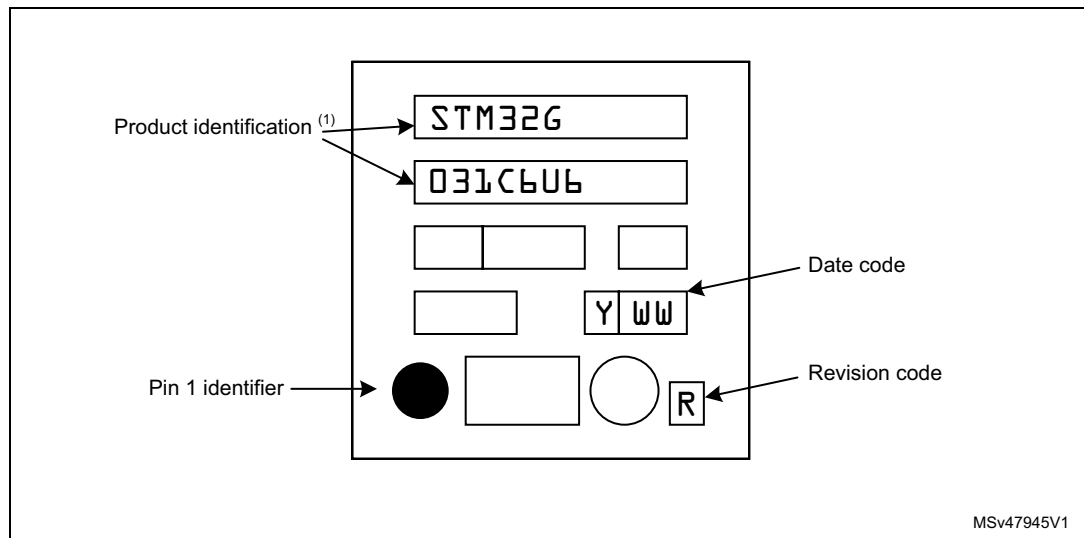 STM32G
Product identification (1)
031C6U6
Date code
Y WW
Pin 1 identifier
Revision code
R
MSv47945V1